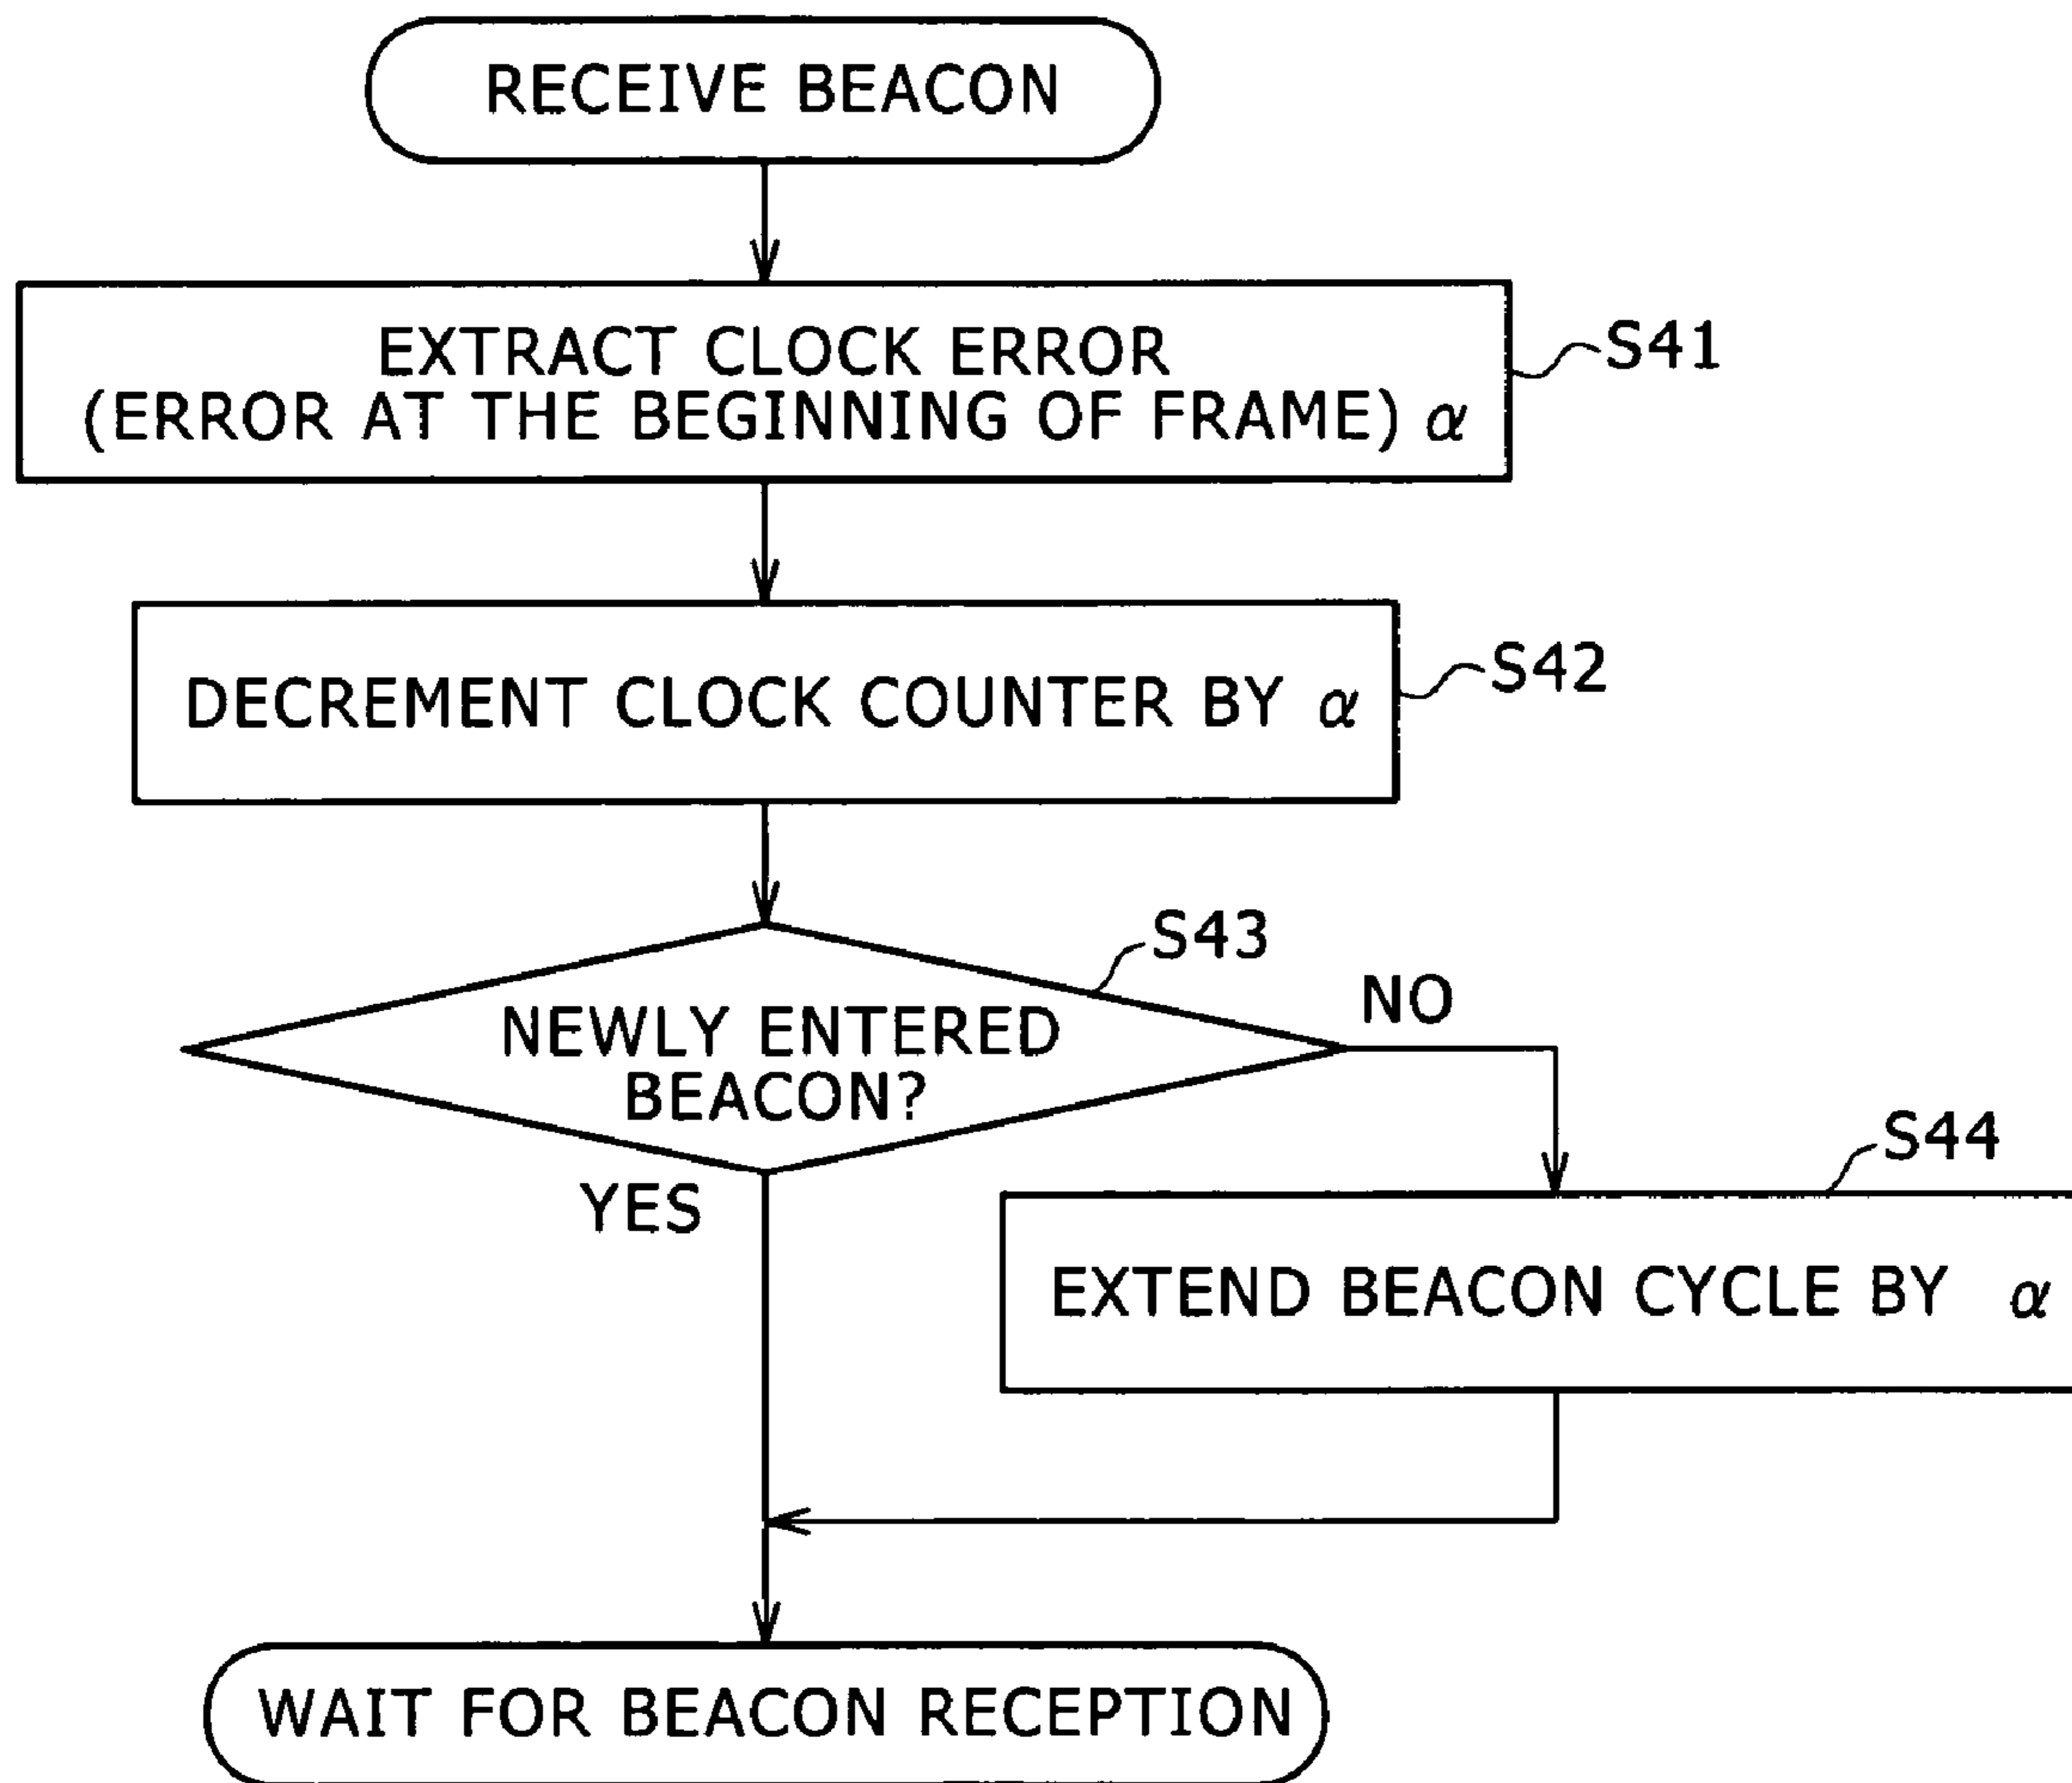 RECEIVE BEACON
EXTRACT CLOCK ERROR
(ERROR AT THE BEGINNING OF FRAME) α
S41
DECREMENT CLOCK COUNTER BY α
S42
S43
NEWLY ENTERED
BEACON?
NO
YES
S44
EXTEND BEACON CYCLE BY α
WAIT FOR BEACON RECEPTION